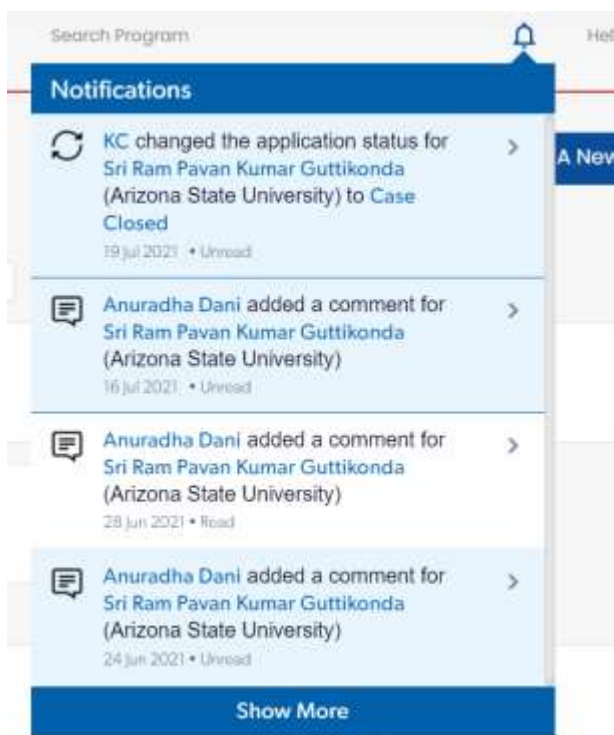 Search Program
Hel
Notifications
A New
KC changed the application status for
Sri Ram Pavan Kumar Guttikonda
(Arizona State University) to Case
Closed
19 Jul 2021 • Unread
Anuradha Dani added a comment for
Sri Ram Pavan Kumar Guttikonda
(Arizona State University)
16 Jul 2021 • Unread
Anuradha Dani added a comment for
Sri Ram Pavan Kumar Guttikonda
(Arizona State University)
28 Jun 2021 • Read
Anuradha Dani added a comment for
Sri Ram Pavan Kumar Guttikonda
(Arizona State University)
24 Jun 2021 • Unread
Show More